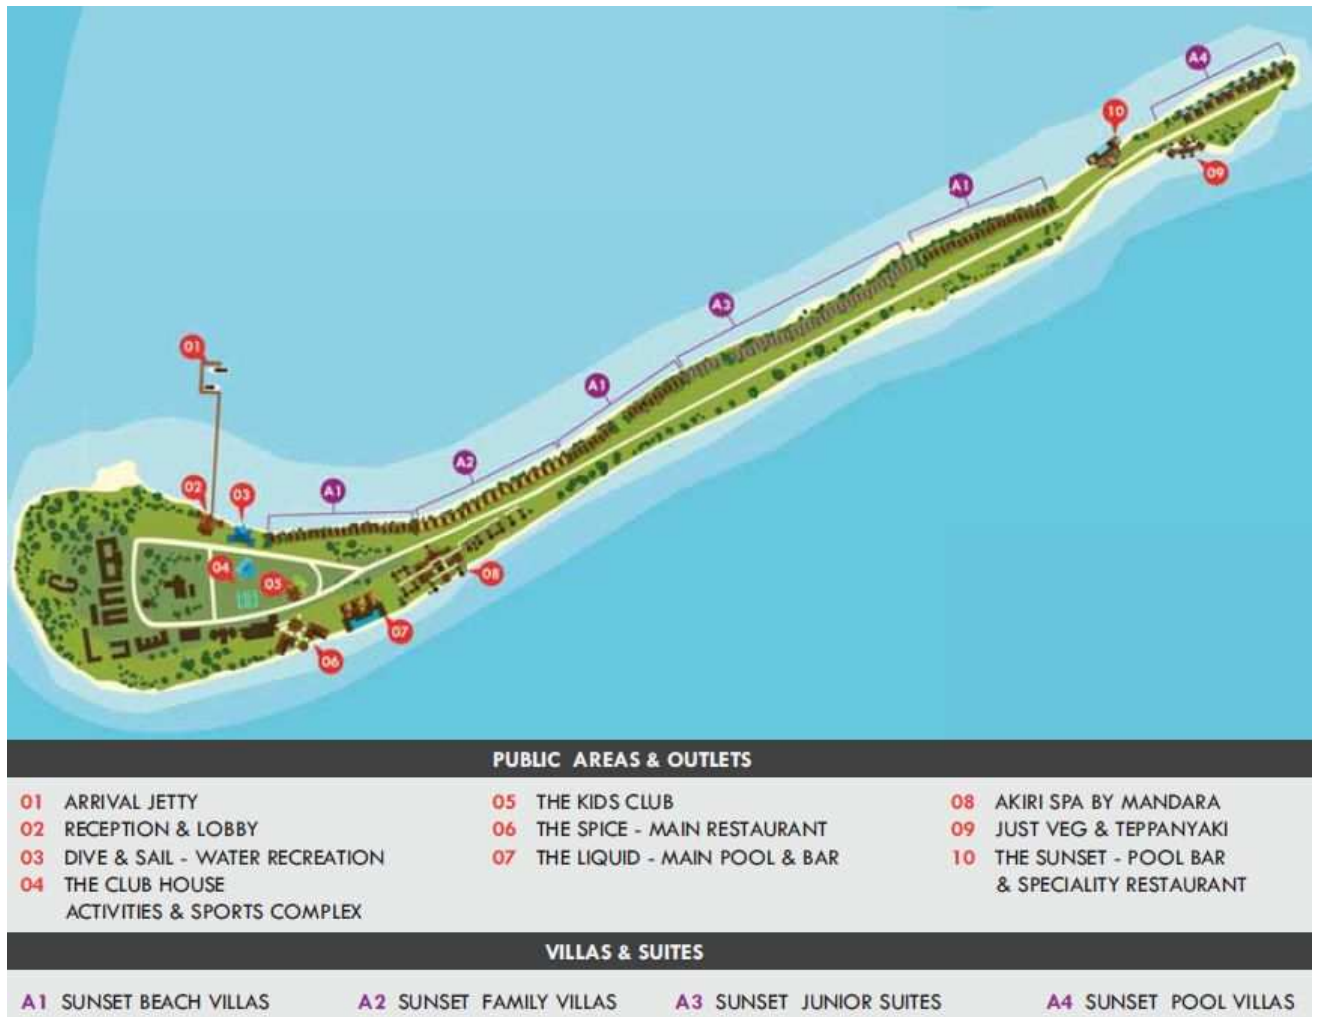 A4
10
09
A1
A3
01
A1
A2
02
03
A1
04
05
08
07
06
PUBLIC AREAS & OUTLETS
01 ARRIVAL JETTY
02 RECEPTION & LOBBY
03 DIVE & SAIL - WATER RECREATION
04 THE CLUB HOUSE
ACTIVITIES & SPORTS COMPLEX
05 THE KIDS CLUB
06 THE SPICE - MAIN RESTAURANT
07 THE LIQUID - MAIN POOL & BAR
08 AKIRI SPA BY MANDARA
09 JUST VEG & TEPPANYAKI
10 THE SUNSET - POOL BAR
& SPECIALITY RESTAURANT
VILLAS & SUITES
A1 SUNSET BEACH VILLAS
A2 SUNSET FAMILY VILLAS
A3 SUNSET JUNIOR SUITES
A4 SUNSET POOL VILLAS